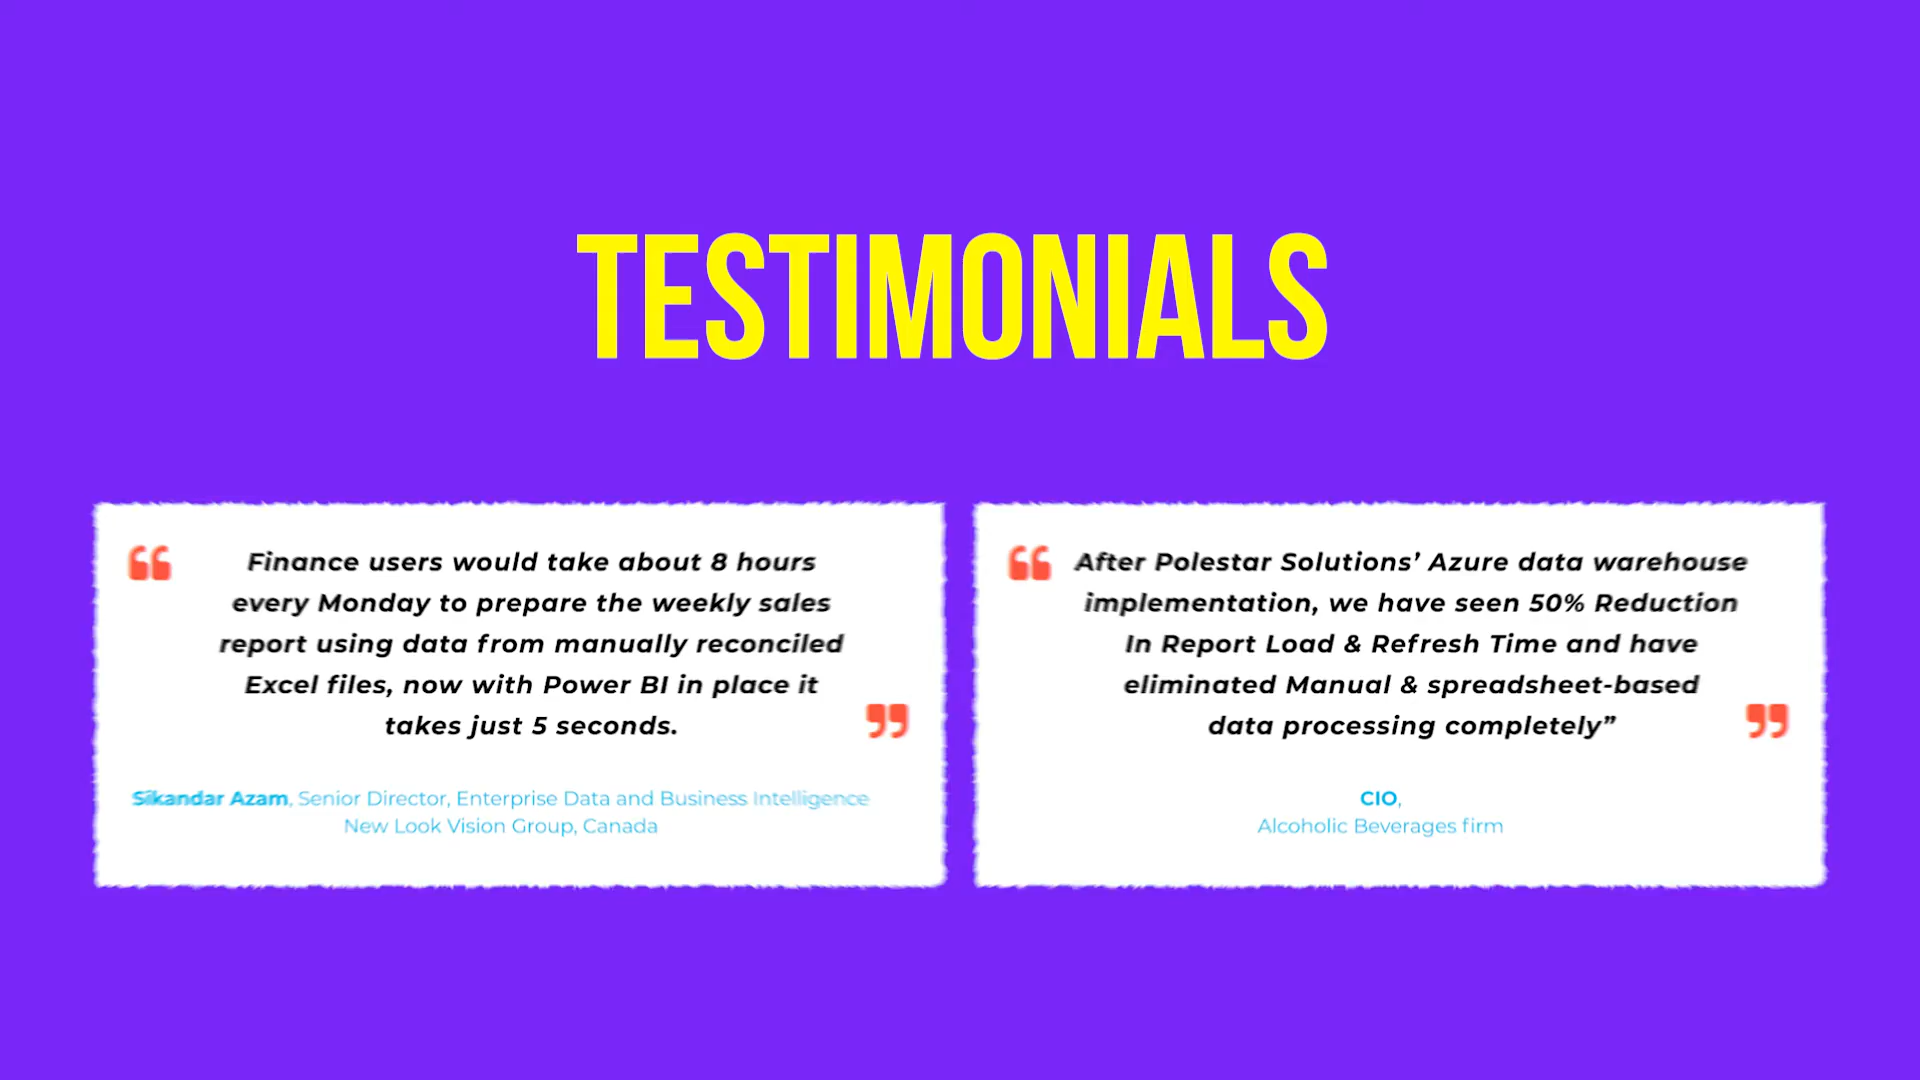 TESTIMONIALS
“
Finance users would take about 8 hours
every Monday to prepare the weekly sales
report using data from manually reconciled
Excel files, now with Power BI in place it
takes just 5 seconds.
”
Sikandar Azam, Senior Director, Enterprise Data and Business Intelligence
New Look Vision Group, Canada
“
After Polestar Solutions’ Azure data warehouse
implementation, we have seen 50% Reduction
In Report Load & Refresh Time and have
eliminated Manual & spreadsheet-based
data processing completely”
”
CIO,
Alcoholic Beverages firm